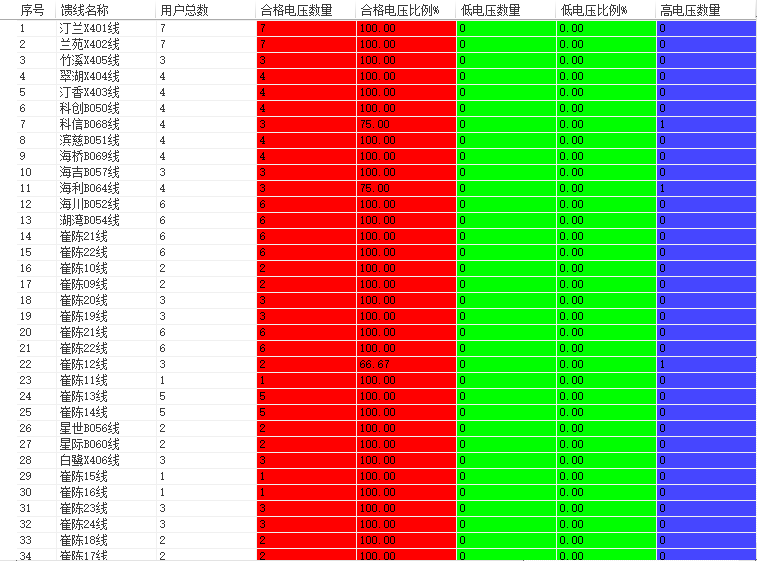 序号 馈线名称 用户总数 合格电压数量 合格电压比例% 低电压数量 低电压比例% 高电压数量
1 汀兰X401线 7 7 100.00 0 0.00 0
2 兰苑X402线 7 7 100.00 0 0.00 0
3 竹溪X405线 3 3 100.00 0 0.00 0
4 翠湖X404线 4 4 100.00 0 0.00 0
5 汀香X403线 4 4 100.00 0 0.00 0
6 科创B050线 4 4 100.00 0 0.00 0
7 科信B068线 4 3 75.00 0 0.00 1
8 滨慈B051线 4 4 100.00 0 0.00 0
9 海桥B069线 4 4 100.00 0 0.00 0
10 海吉B057线 3 3 100.00 0 0.00 0
11 海利B064线 4 3 75.00 0 0.00 1
12 海川B052线 6 6 100.00 0 0.00 0
13 湖湾B054线 6 6 100.00 0 0.00 0
14 崔陈21线 6 6 100.00 0 0.00 0
15 崔陈22线 6 6 100.00 0 0.00 0
16 崔陈10线 2 2 100.00 0 0.00 0
17 崔陈09线 2 2 100.00 0 0.00 0
18 崔陈20线 3 3 100.00 0 0.00 0
19 崔陈19线 3 3 100.00 0 0.00 0
20 崔陈21线 6 6 100.00 0 0.00 0
21 崔陈22线 6 6 100.00 0 0.00 0
22 崔陈12线 3 2 66.67 0 0.00 1
23 崔陈11线 1 1 100.00 0 0.00 0
24 崔陈13线 5 5 100.00 0 0.00 0
25 崔陈14线 5 5 100.00 0 0.00 0
26 星世B056线 2 2 100.00 0 0.00 0
27 星际B060线 2 2 100.00 0 0.00 0
28 白鹭X406线 3 3 100.00 0 0.00 0
29 崔陈15线 1 1 100.00 0 0.00 0
30 崔陈16线 1 1 100.00 0 0.00 0
31 崔陈23线 3 3 100.00 0 0.00 0
32 崔陈24线 3 3 100.00 0 0.00 0
33 崔陈18线 2 2 100.00 0 0.00 0
34 崔陈17线 2 2 100.00 0 0.00 0